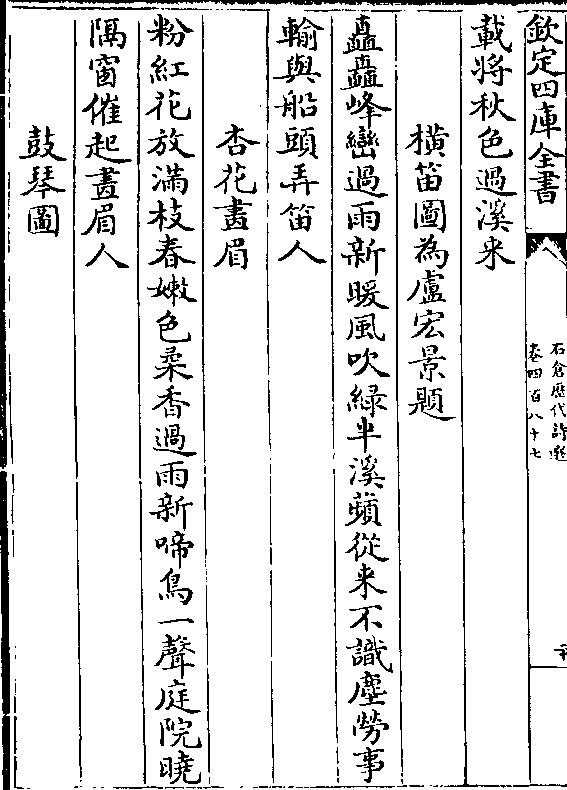 欽定四庫全書
石倉歷代詩選
卷四百八十七
載將秋色過溪来
橫笛圖為盧宏景題
矗矗峰巒過雨新暖風吹綠半溪蘋從来不識塵勞事
輸與船頭弄笛人
杏花畫眉
粉紅花放滿枝春嫩色柔香過雨新啼鳥一聲庭院曉
隔窗催起畫眉人
鼓琴圖